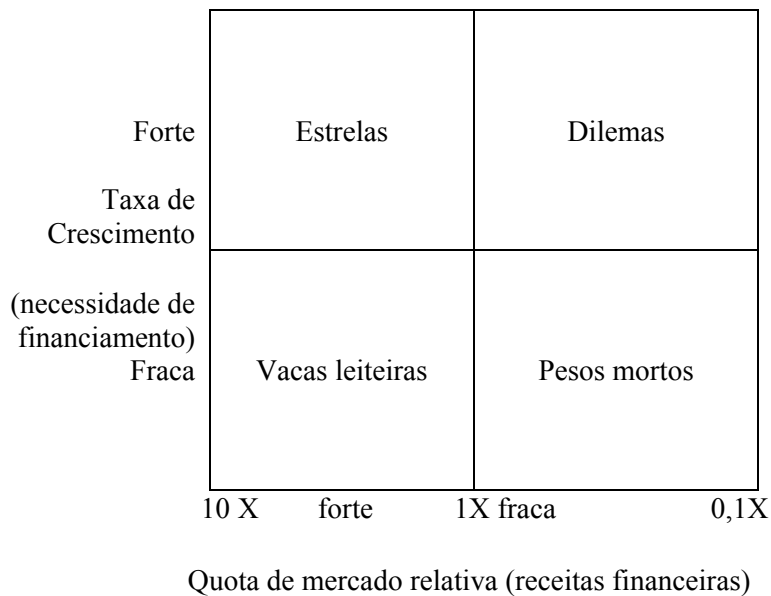 Forte
Estrelas
Dilemas
Taxa de
Crescimento
(necessidade de
financiamento)
Fraca
Vacas leiteiras
Pesos mortos
10 X forte 1X fraca 0,1X
Quota de mercado relativa (receitas financeiras)